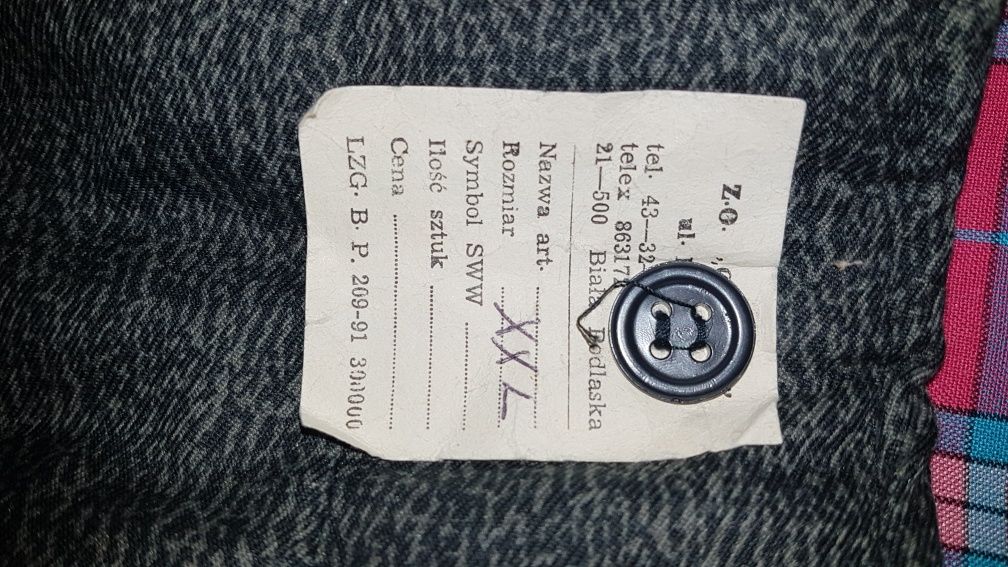 Z.O.
ul.
tel. 43—32-
telex 86317
21—500 Biała Podlaska
Nazwa art. ....................
Rozmiar ....XXL....
Symbol SWW ....................
Ilość sztuk ....................
Cena ....................
LZG. B. P. 209-91 300000